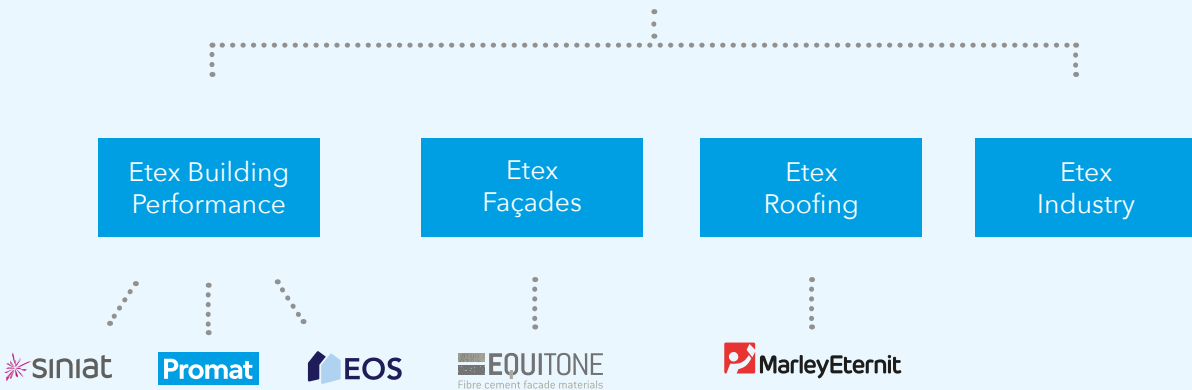 Etex Building
Performance
Etex
Façades
Etex
Roofing
Etex
Industry
SINIAT
Promat
EOS
EQUITONE
Fibre cement facade materials
MarleyEternit